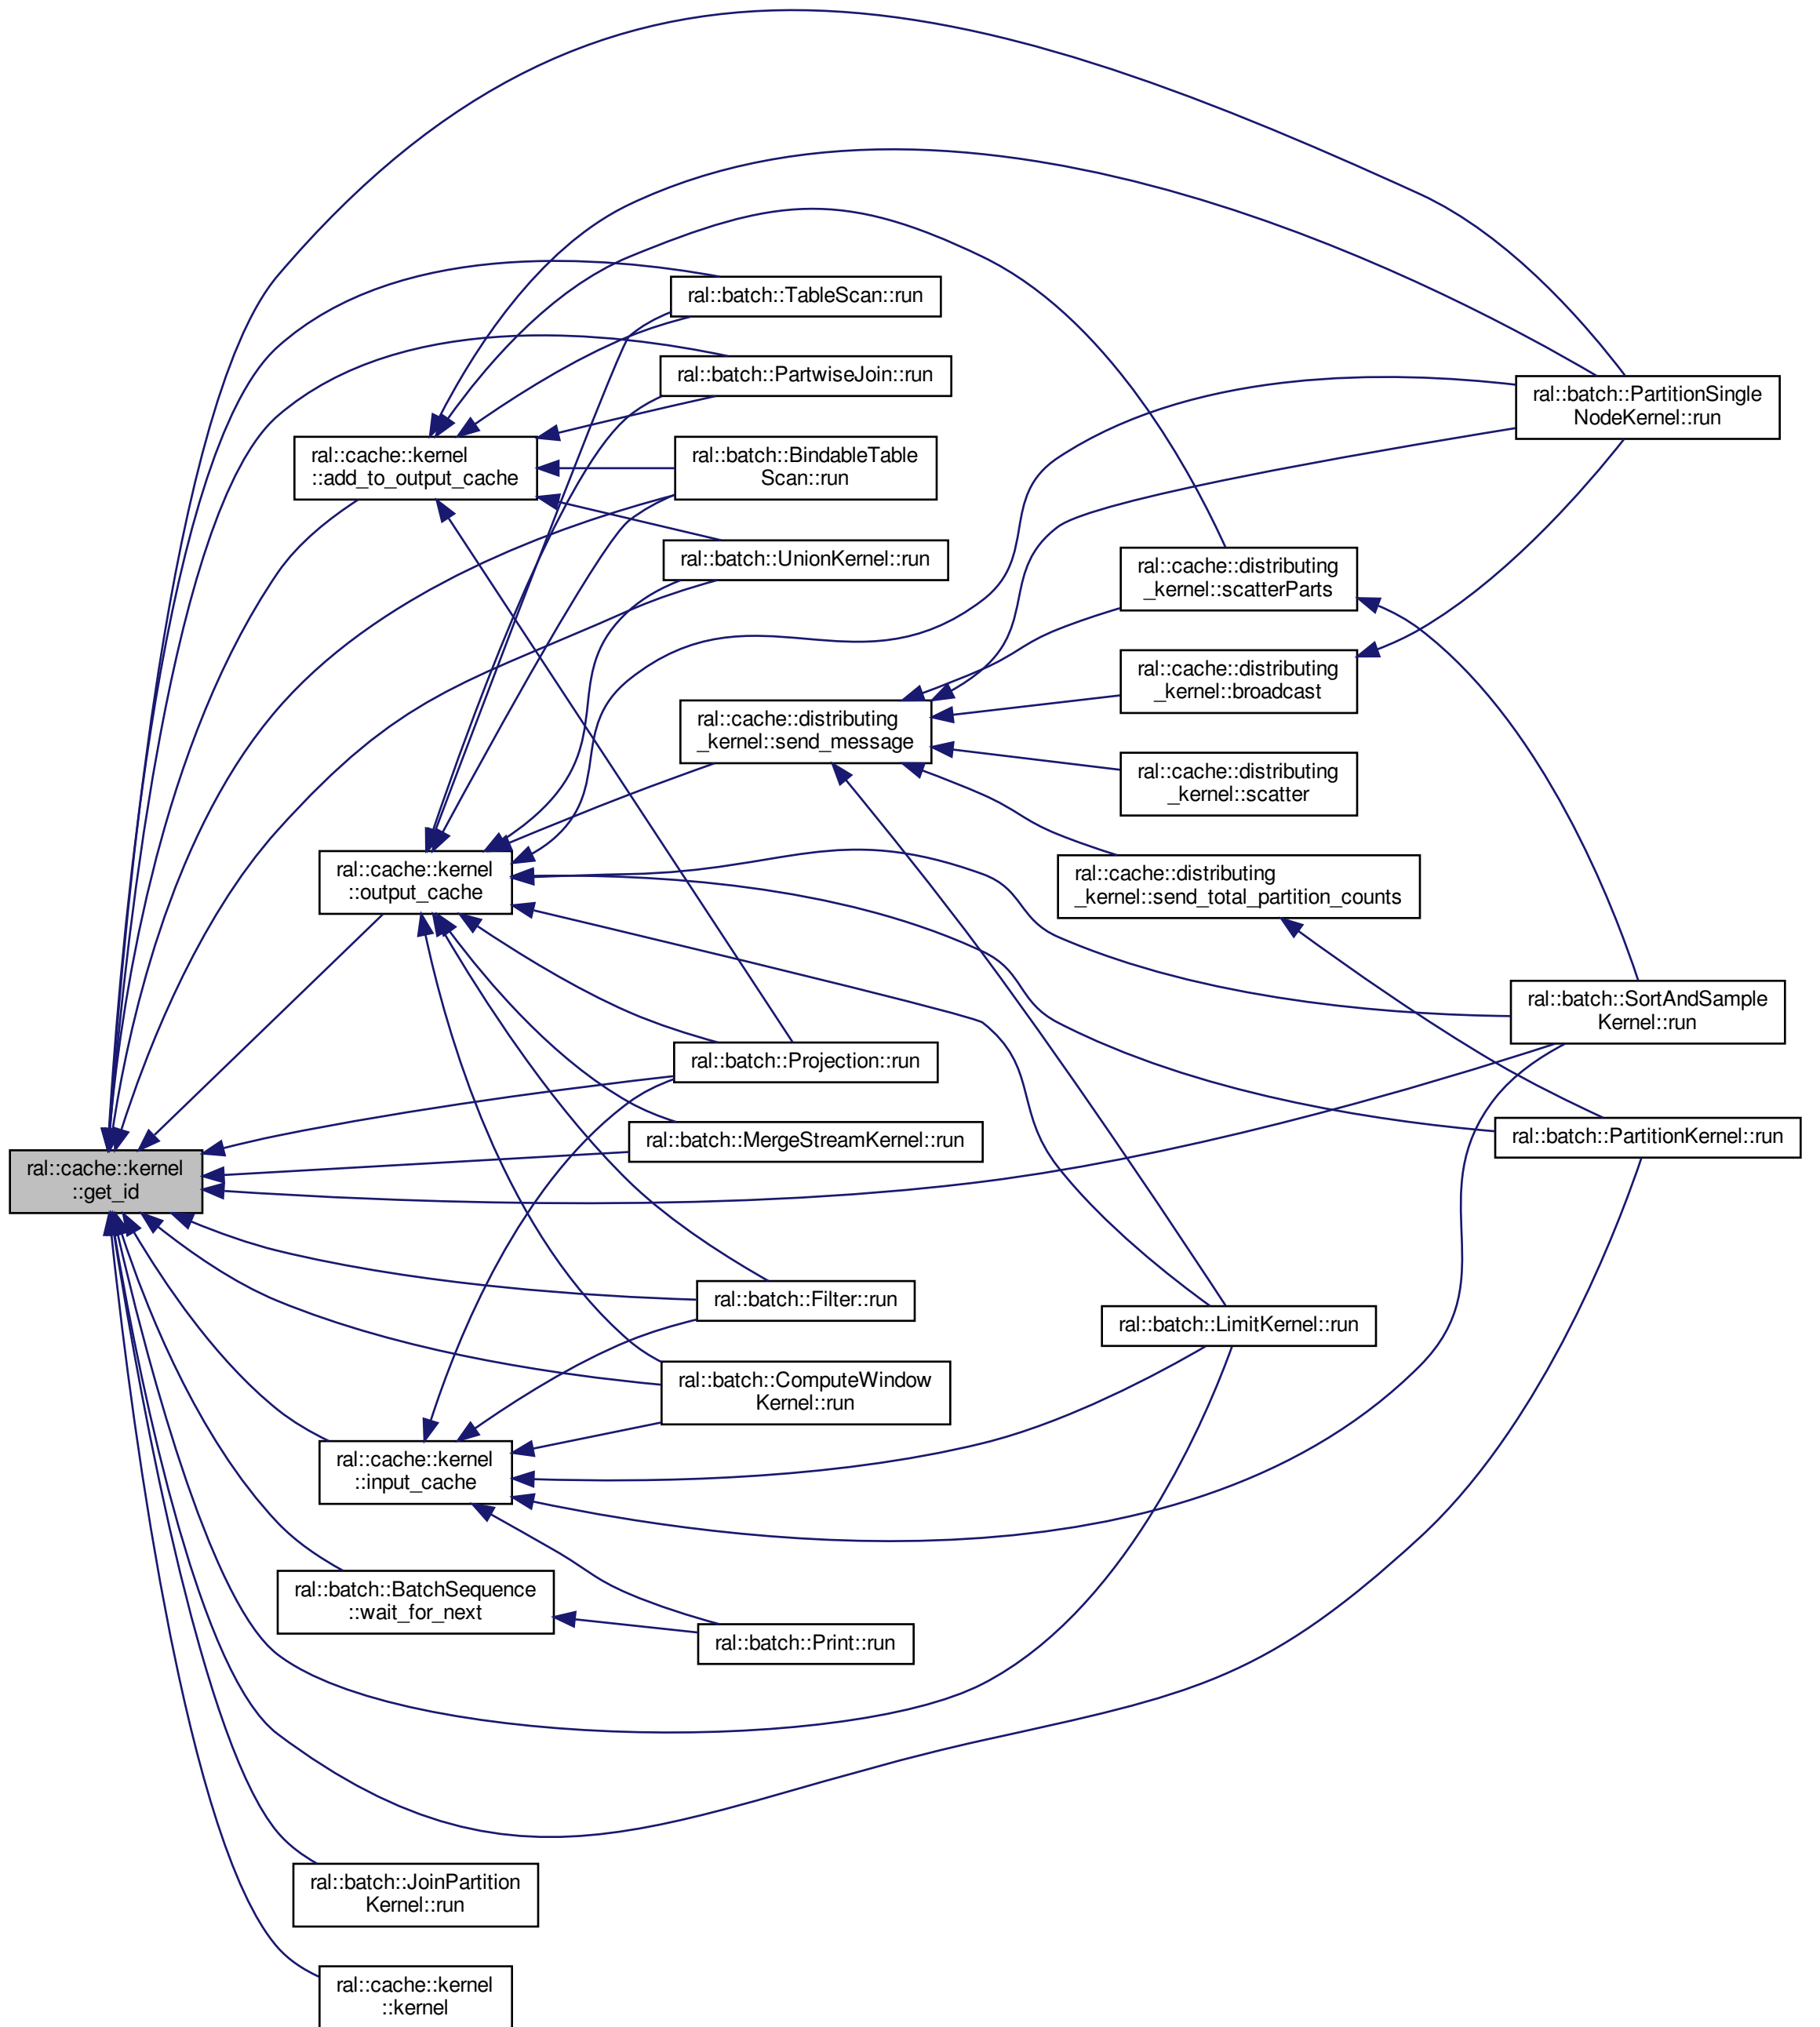 ral::batch::TableScan::run
ral::batch::PartwiseJoin::run
ral::batch::PartitionSingle
NodeKernel::run
ral::cache::kernel
::add_to_output_cache
ral::batch::BindableTable
Scan::run
ral::batch::UnionKernel::run
ral::cache::distributing
_kernel::scatterParts
ral::cache::distributing
_kernel::broadcast
ral::cache::distributing
_kernel::send_message
ral::cache::distributing
_kernel::scatter
ral::cache::kernel
::output_cache
ral::cache::distributing
_kernel::send_total_partition_counts
ral::batch::SortAndSample
Kernel::run
ral::batch::Projection::run
ral::batch::MergeStreamKernel::run
ral::batch::PartitionKernel::run
ral::cache::kernel
::get_id
ral::batch::Filter::run
ral::batch::LimitKernel::run
ral::batch::ComputeWindow
Kernel::run
ral::cache::kernel
::input_cache
ral::batch::BatchSequence
::wait_for_next
ral::batch::Print::run
ral::batch::JoinPartition
Kernel::run
ral::cache::kernel
::kernel